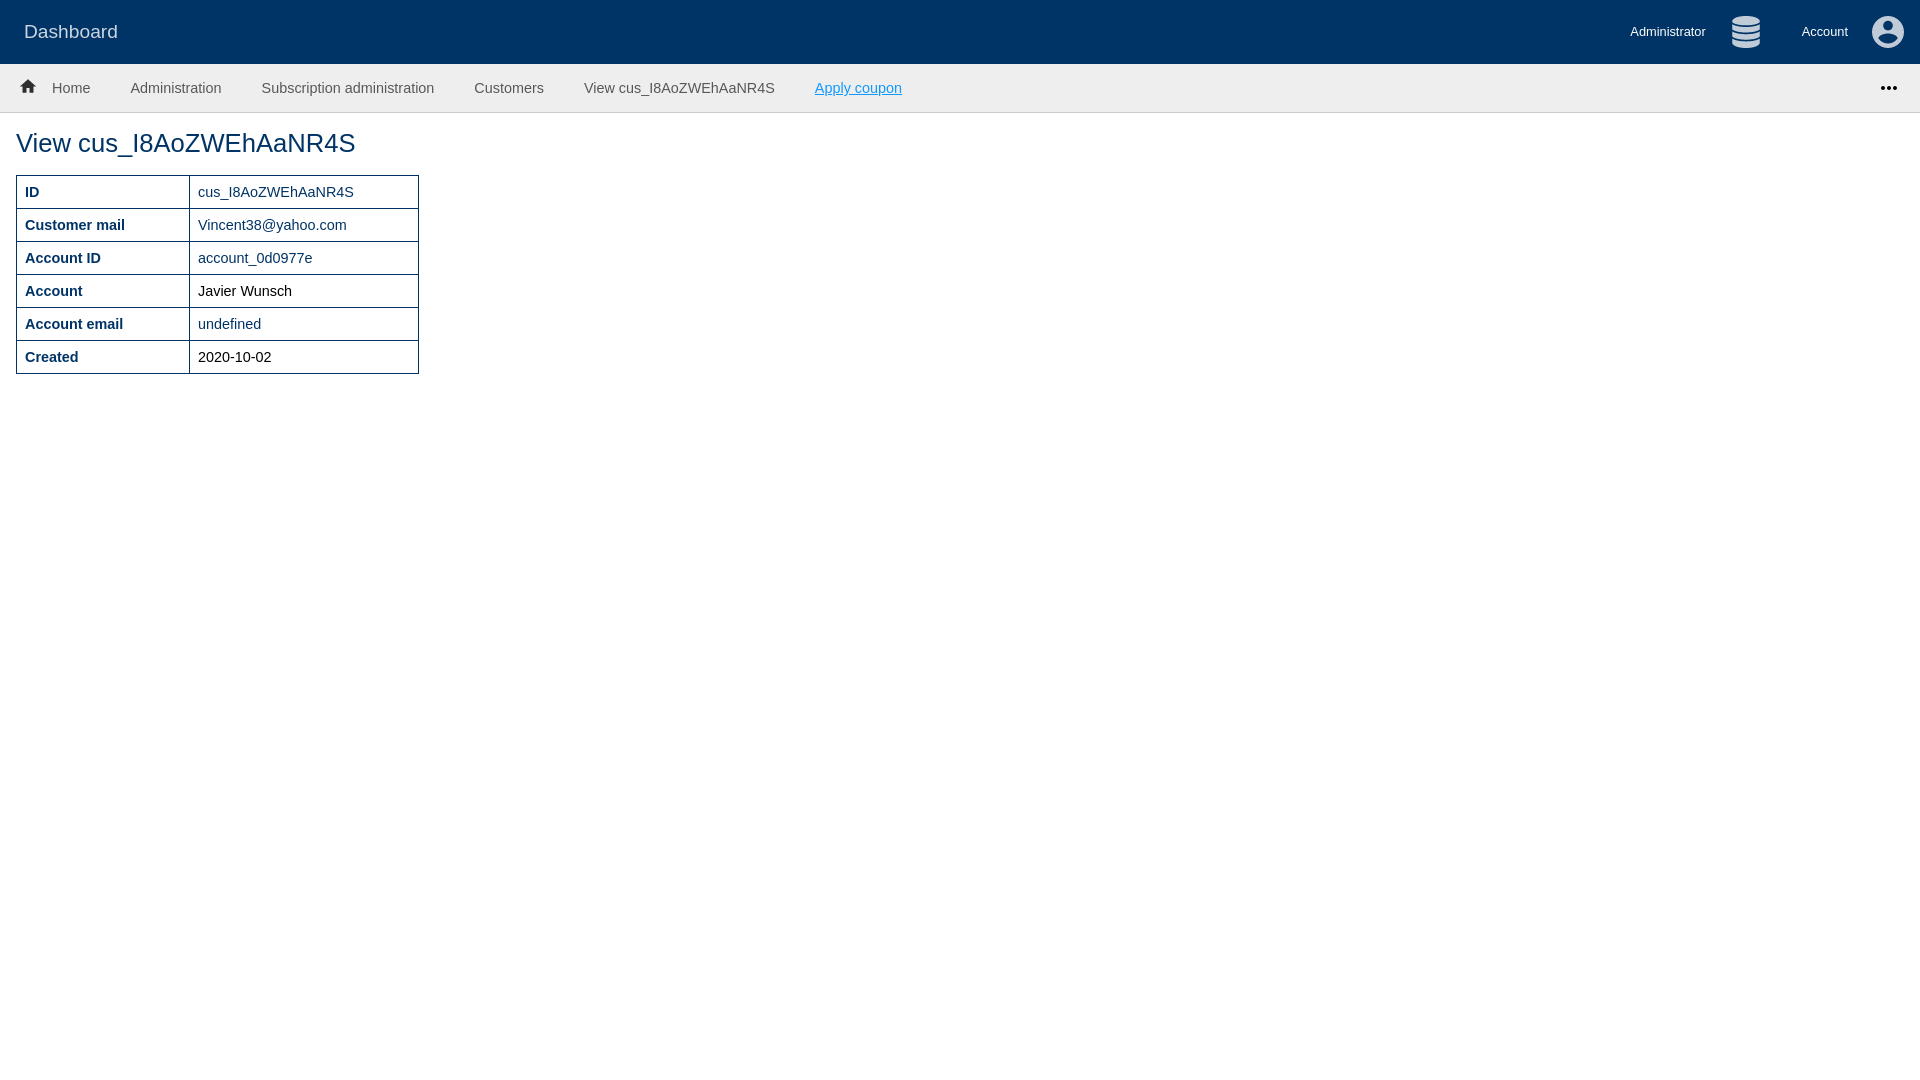 Dashboard
Administrator
Account
Home
Administration
Subscription administration
Customers
View cus_I8AoZWEhAaNR4S
Apply coupon
View cus_I8AoZWEhAaNR4S
ID cus_I8AoZWEhAaNR4S
Customer mail Vincent38@yahoo.com
Account ID account_0d0977e
Account Javier Wunsch
Account email undefined
Created 2020-10-02